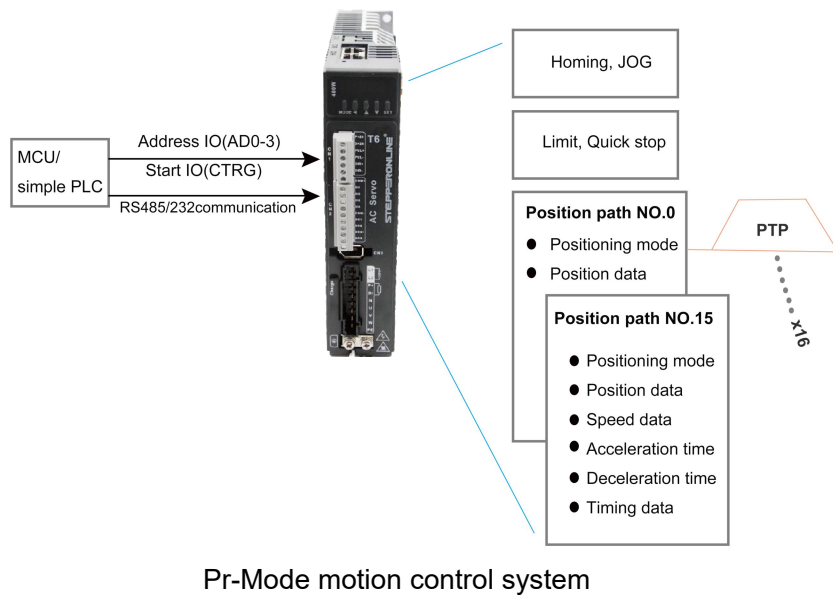 Homing, JOG
Limit, Quick stop
MCU/
simple PLC
Address IO(AD0-3)
Start IO(CTRG)
RS485/232communication
400W
T6
AC Servo
STEPPERONLINE®
Charge
Position path NO.0
● Positioning mode
● Position data
PTP
x16
Position path NO.15
● Positioning mode
● Position data
● Speed data
● Acceleration time
● Deceleration time
● Timing data
Pr-Mode motion control system